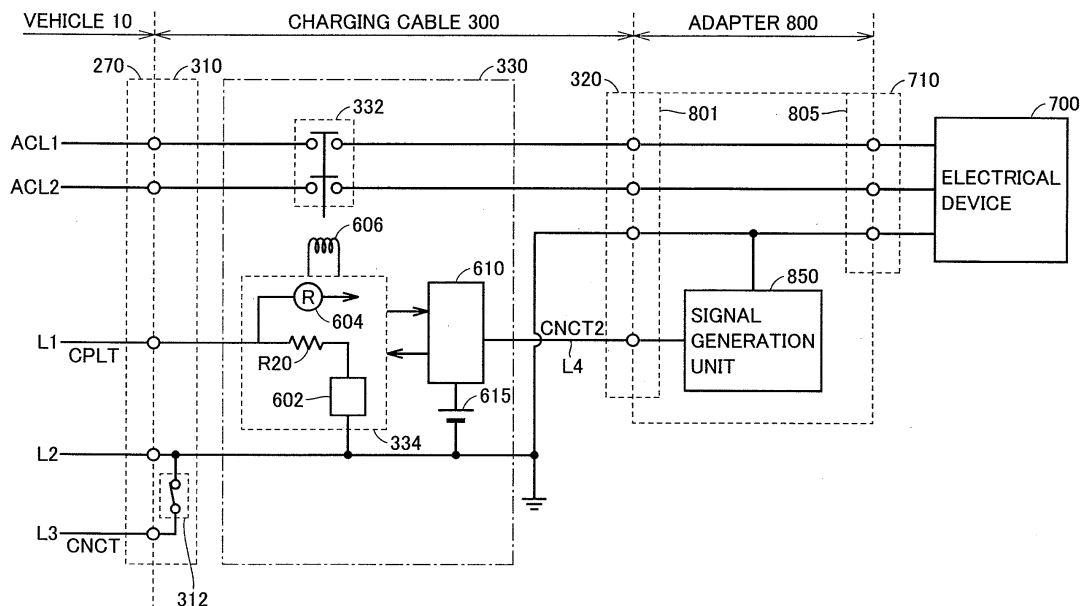 VEHICLE 10
CHARGING CABLE 300
ADAPTER 800
270
310
330
320
710
332
801
805
700
ACL1
ACL2
ELECTRICAL
DEVICE
606
610
850
R
604
SIGNAL
GENERATION
UNIT
CNCT2
L4
L1
CPLT
R20
602
615
334
L2
L3
CNCT
312